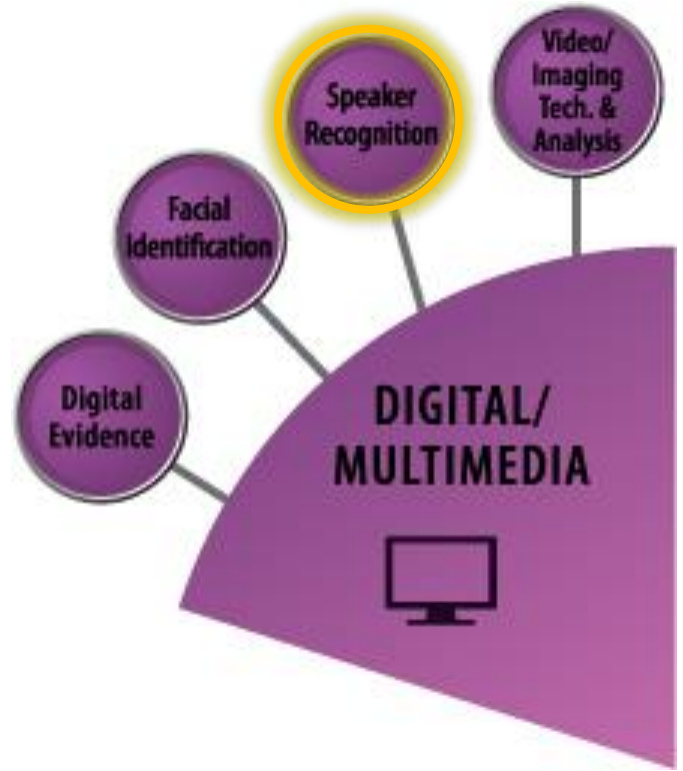 Video/
Imaging
Tech. &
Analysis
Speaker
Recognition
Facial
Identification
Digital
Evidence
DIGITAL/
MULTIMEDIA